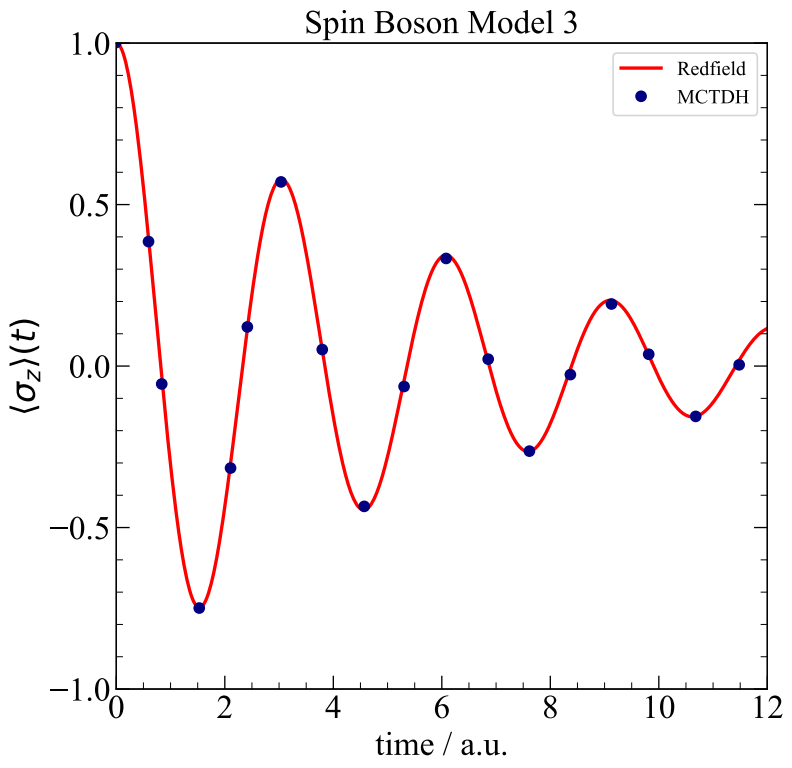 Spin Boson Model 3
1.0
0.5
0.0
−0.5
−1.0
⟨σz⟩(t)
Redfield
MCTDH
0 2 4 6 8 10 12
time / a.u.